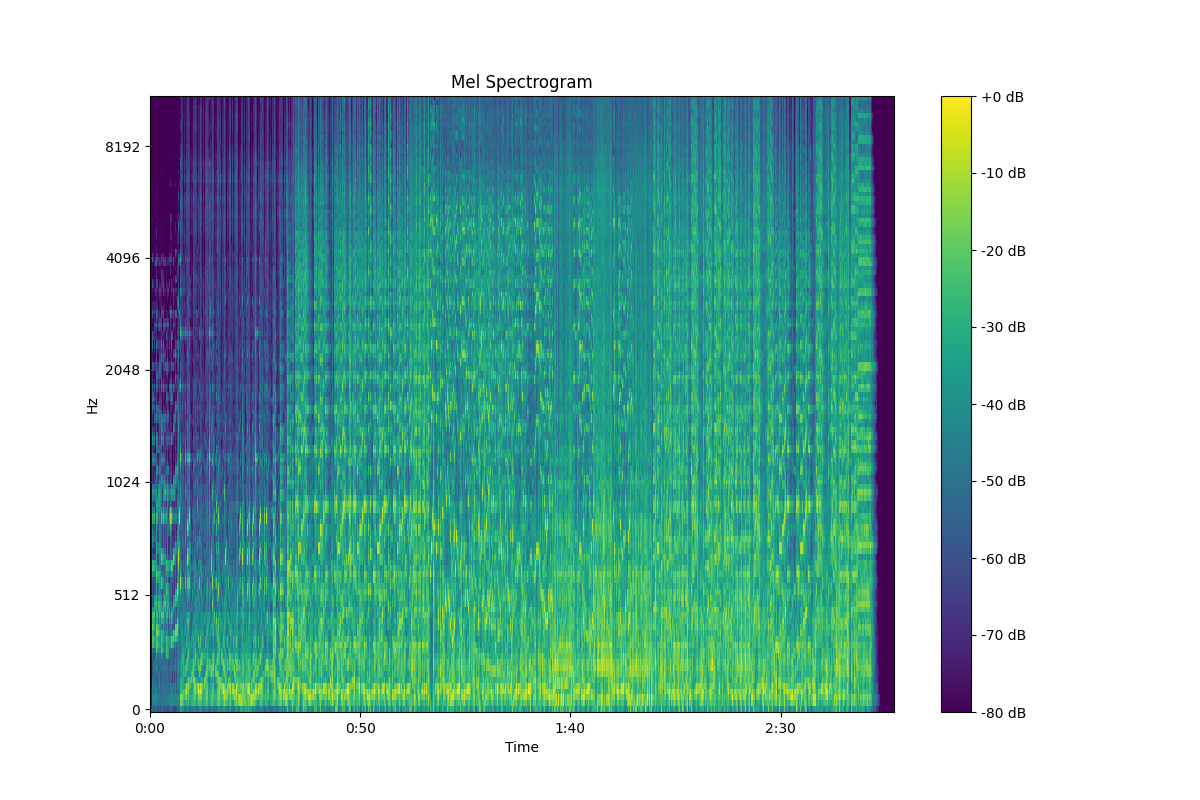 Mel Spectrogram
+0 dB
8192
-10 dB
4096
-20 dB
-30 dB
2048
-40 dB
Hz
1024
-50 dB
-60 dB
512
-70 dB
0
-80 dB
0:00
0:50
1:40
2:30
Time